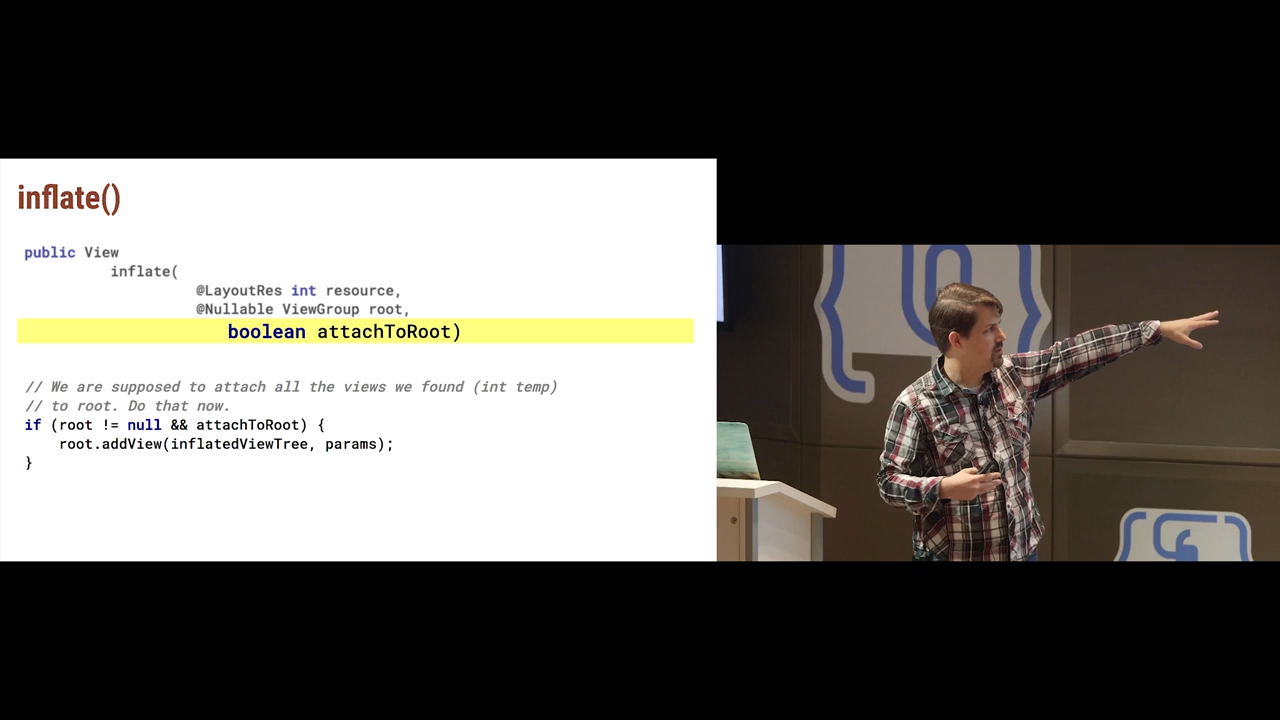 inflate()
public View
inflate(
@LayoutRes int resource,
@Nullable ViewGroup root,
boolean attachToRoot)
// We are supposed to attach all the views we found (int temp)
// to root. Do that now.
if (root != null && attachToRoot) {
root.addView(inflatedViewTree, params);
}